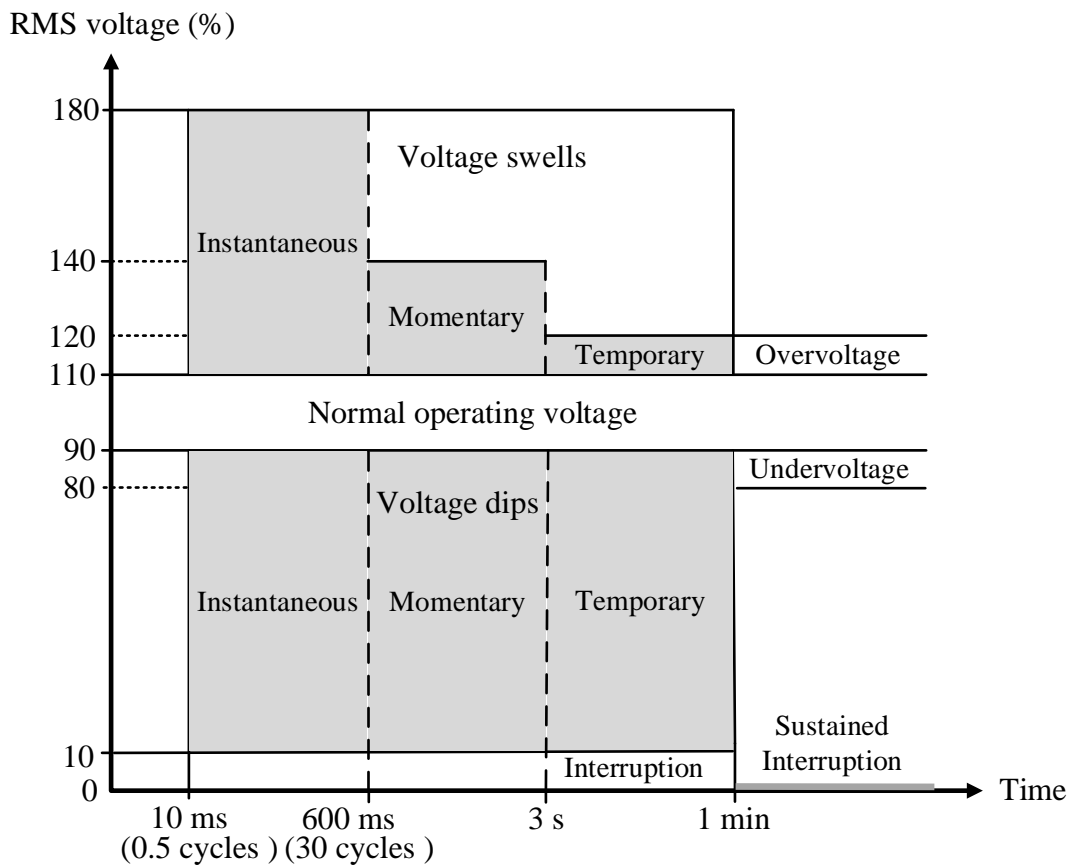 RMS voltage (%)
180
Voltage swells
Instantaneous
140
Momentary
120
Temporary
Overvoltage
110
Normal operating voltage
90
Undervoltage
80
Voltage dips
Instantaneous
Momentary
Temporary
Sustained
Interruption
10
Interruption
0
Time
10 ms
600 ms
3 s
1 min
(0.5 cycles )
(30 cycles )